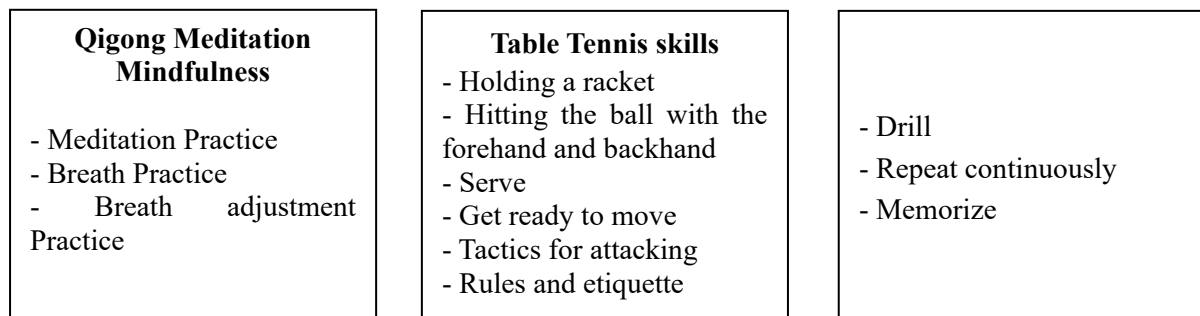 Qigong Meditation
Mindfulness
- Meditation Practice
- Breath Practice
- Breath adjustment
Practice
Table Tennis skills
- Holding a racket
- Hitting the ball with the
forehand and backhand
- Serve
- Get ready to move
- Tactics for attacking
- Rules and etiquette
- Drill
- Repeat continuously
- Memorize